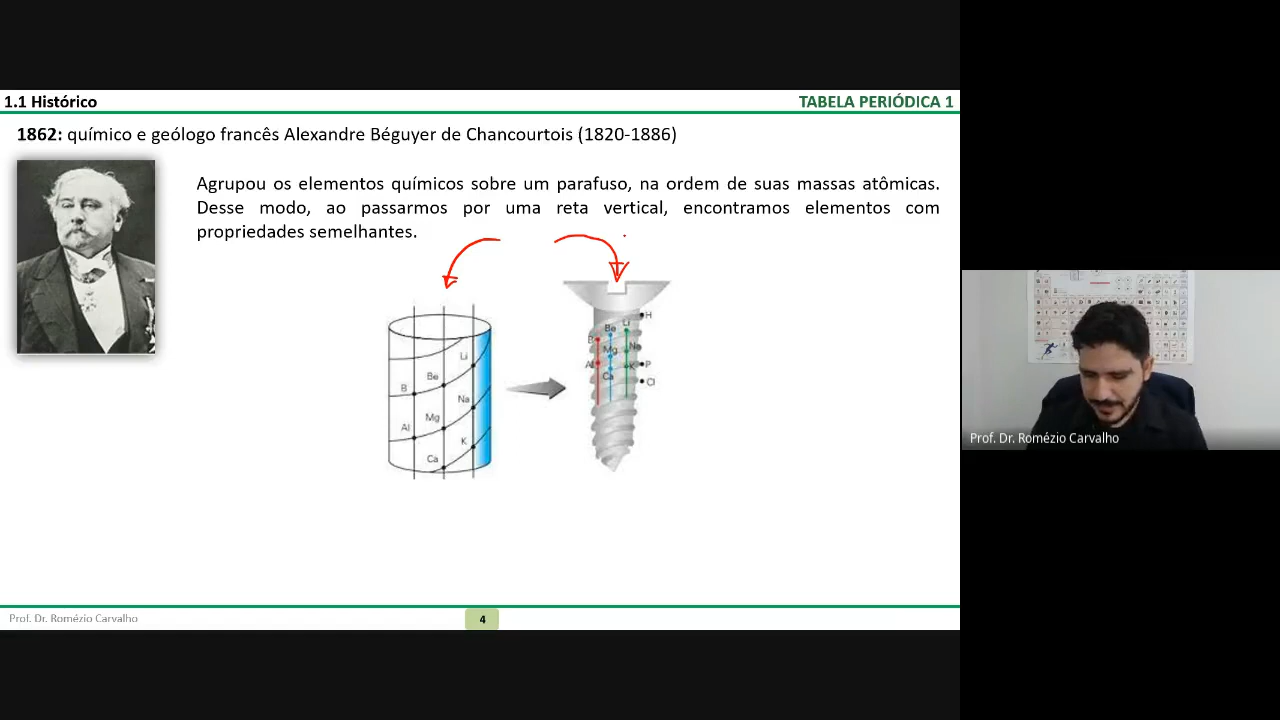 1.1 Histórico
TABELA PERIÓDICA 1
1862: químico e geólogo francês Alexandre Béguyer de Chancourtois (1820-1886)
Agrupou os elementos químicos sobre um parafuso, na ordem de suas massas atômicas.
Desse modo, ao passarmos por uma reta vertical, encontramos elementos com
propriedades semelhantes.
Li
Be
B
Na
Mg
Al
K
Ca
H
Li
Be
B
Na
Mg
Al
K
P
Ca
Cl
Prof. Dr. Romézio Carvalho
Prof. Dr. Romézio Carvalho
4